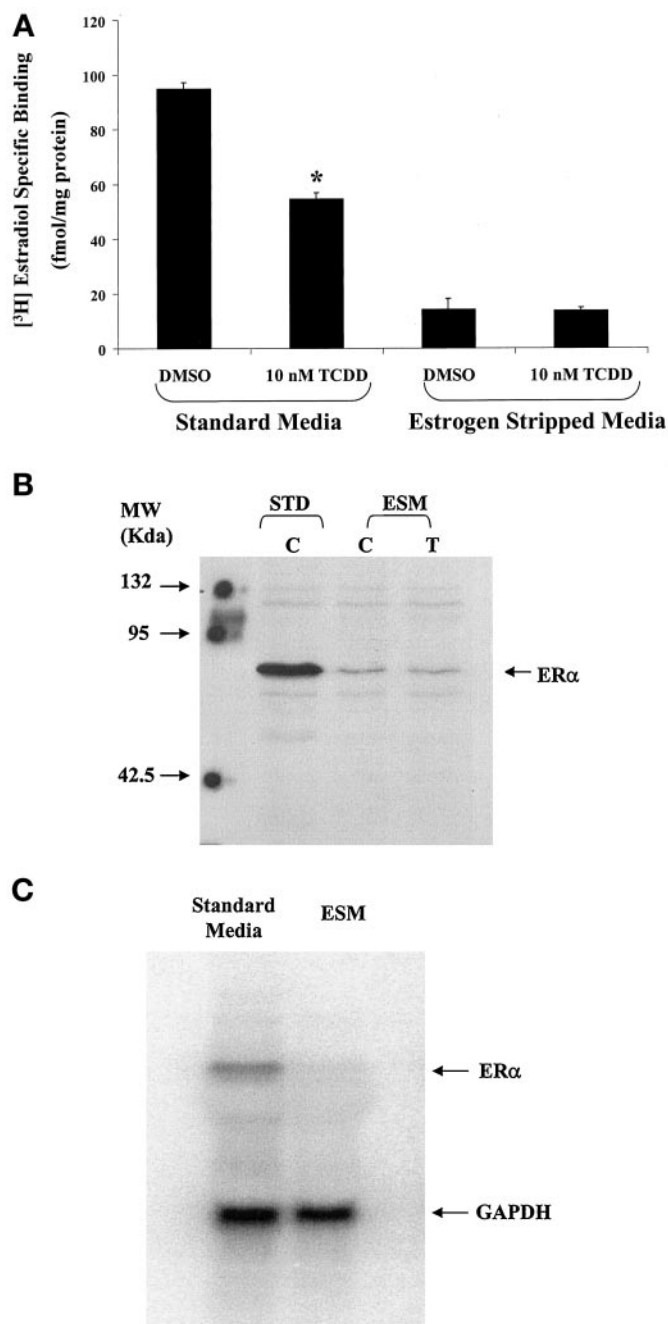 A
[³H] Estradiol Specific Binding
(fmol/mg protein)
120
100
80
60
40
20
0
*
DMSO 10 nM TCDD DMSO 10 nM TCDD
Standard Media Estrogen Stripped Media
B
MW
(Kda)
STD ESM
C C T
132
95
42.5
ERα
C
Standard
Media
ESM
ERα
GAPDH